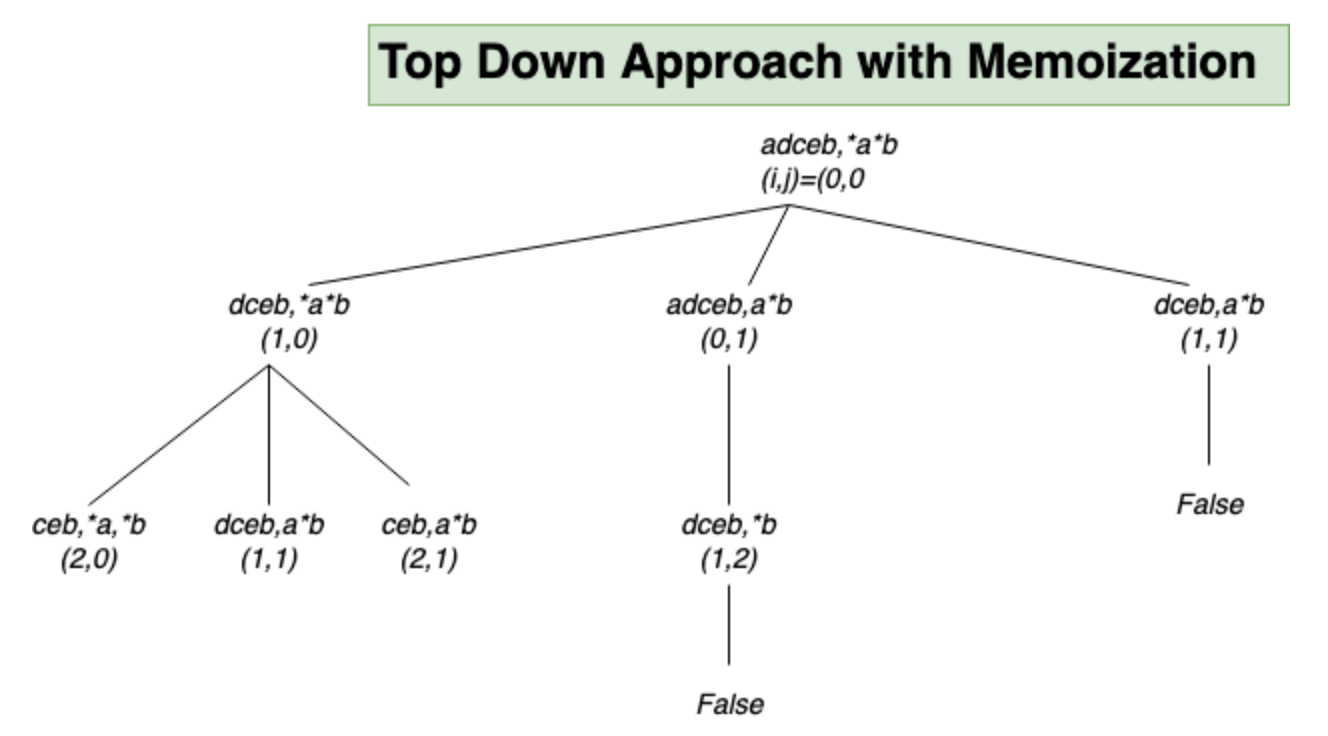 Top Down Approach with Memoization
adceb,*a*b
(i,j)=(0,0
dceb,*a*b
(1,0)
adceb,a*b
(0,1)
dceb,a*b
(1,1)
ceb,*a,*b
(2,0)
dceb,a*b
(1,1)
ceb,a*b
(2,1)
dceb,*b
(1,2)
False
False